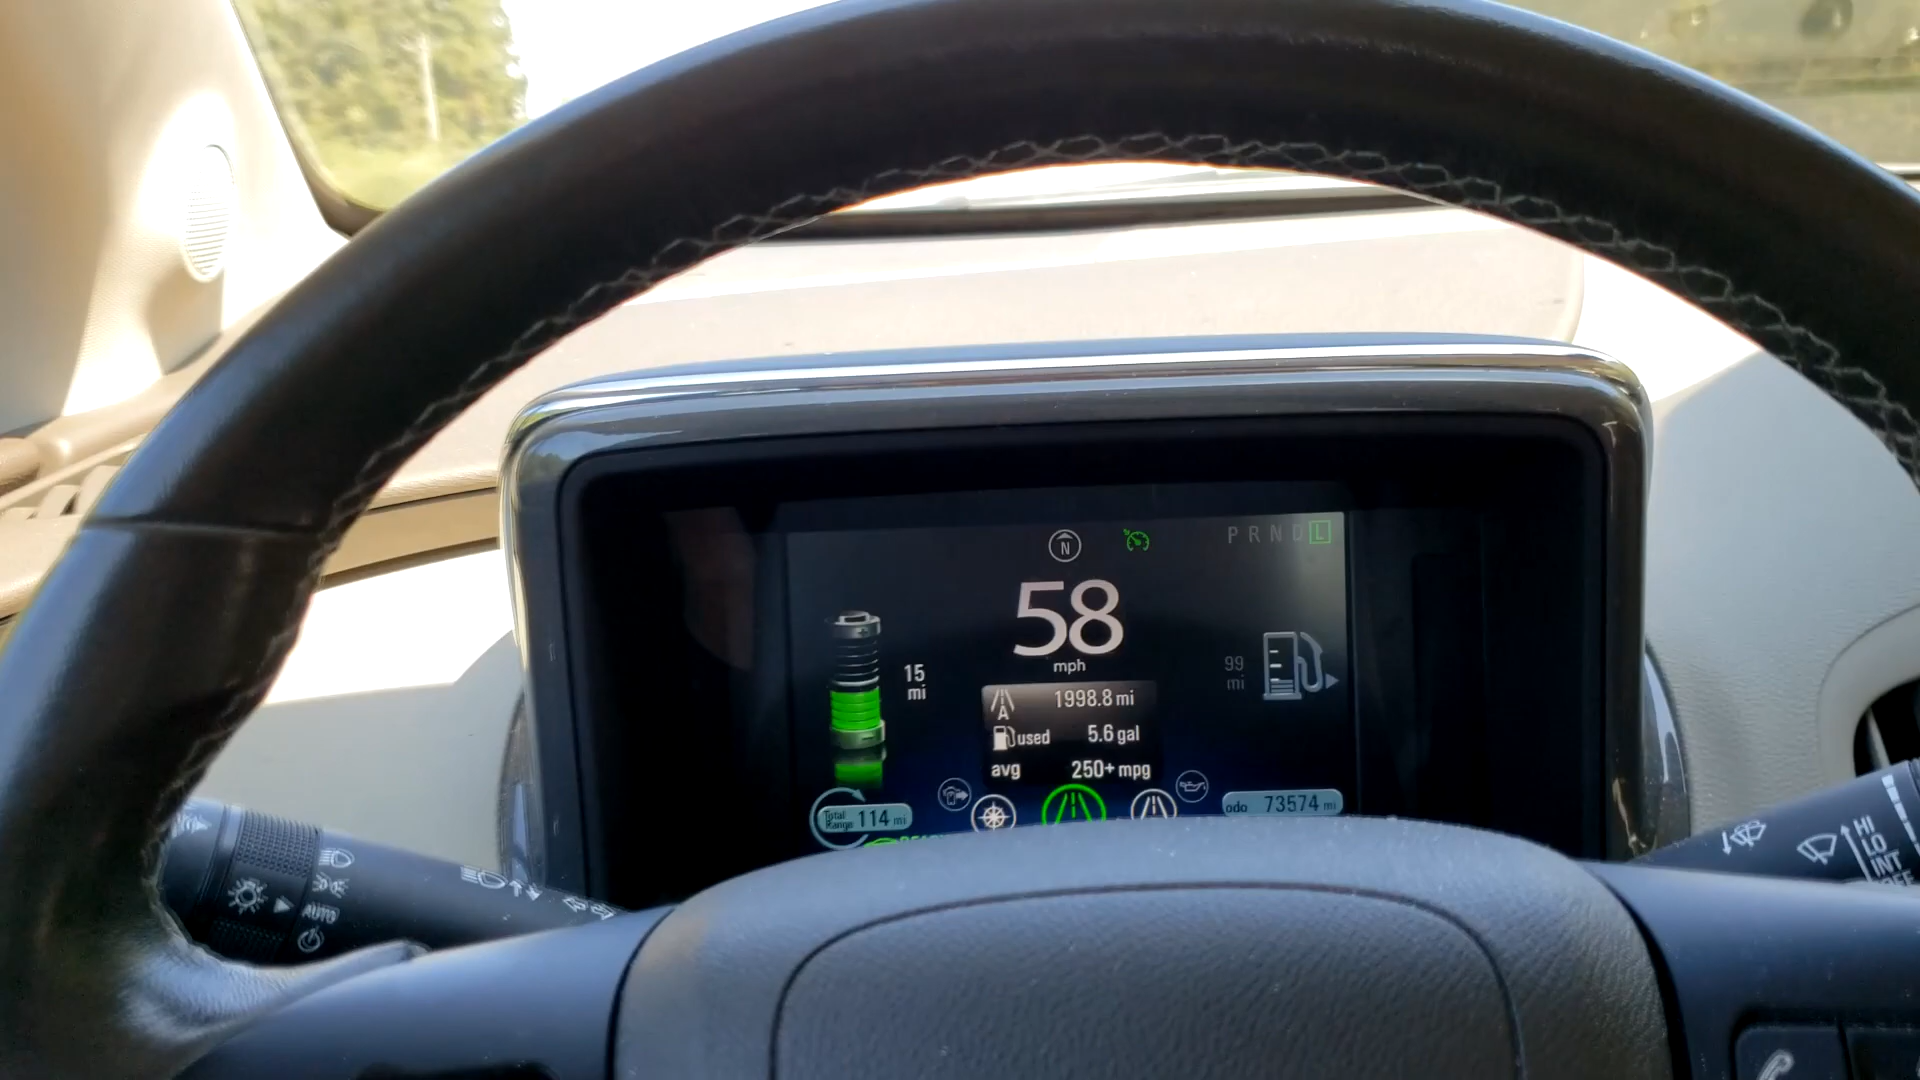 N
P R N D L
58
mph
15
mi
99
mi
A 1998.8 mi
used 5.6 gal
avg 250+ mpg
Total
Range 114 mi
odo 73574 mi
AUTO
HI
LO
INT